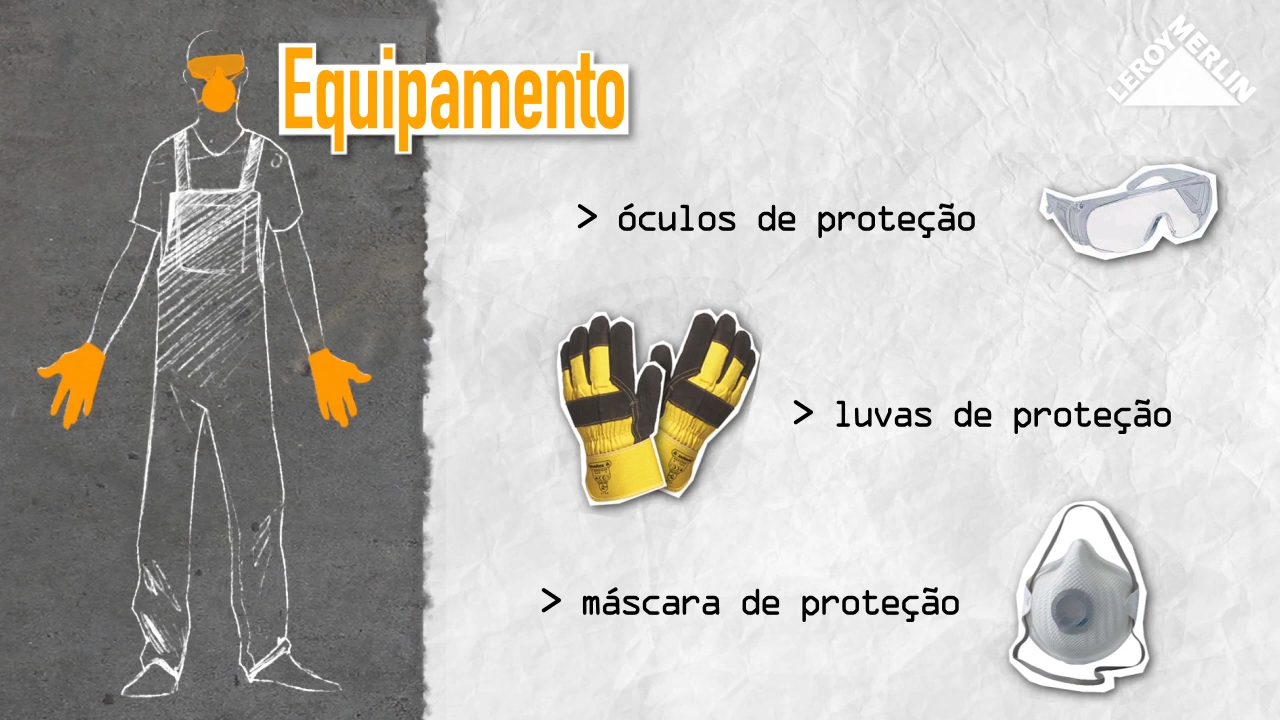 Equipamento
LEROY MERLIN
> óculos de proteção
> luvas de proteção
> máscara de proteção